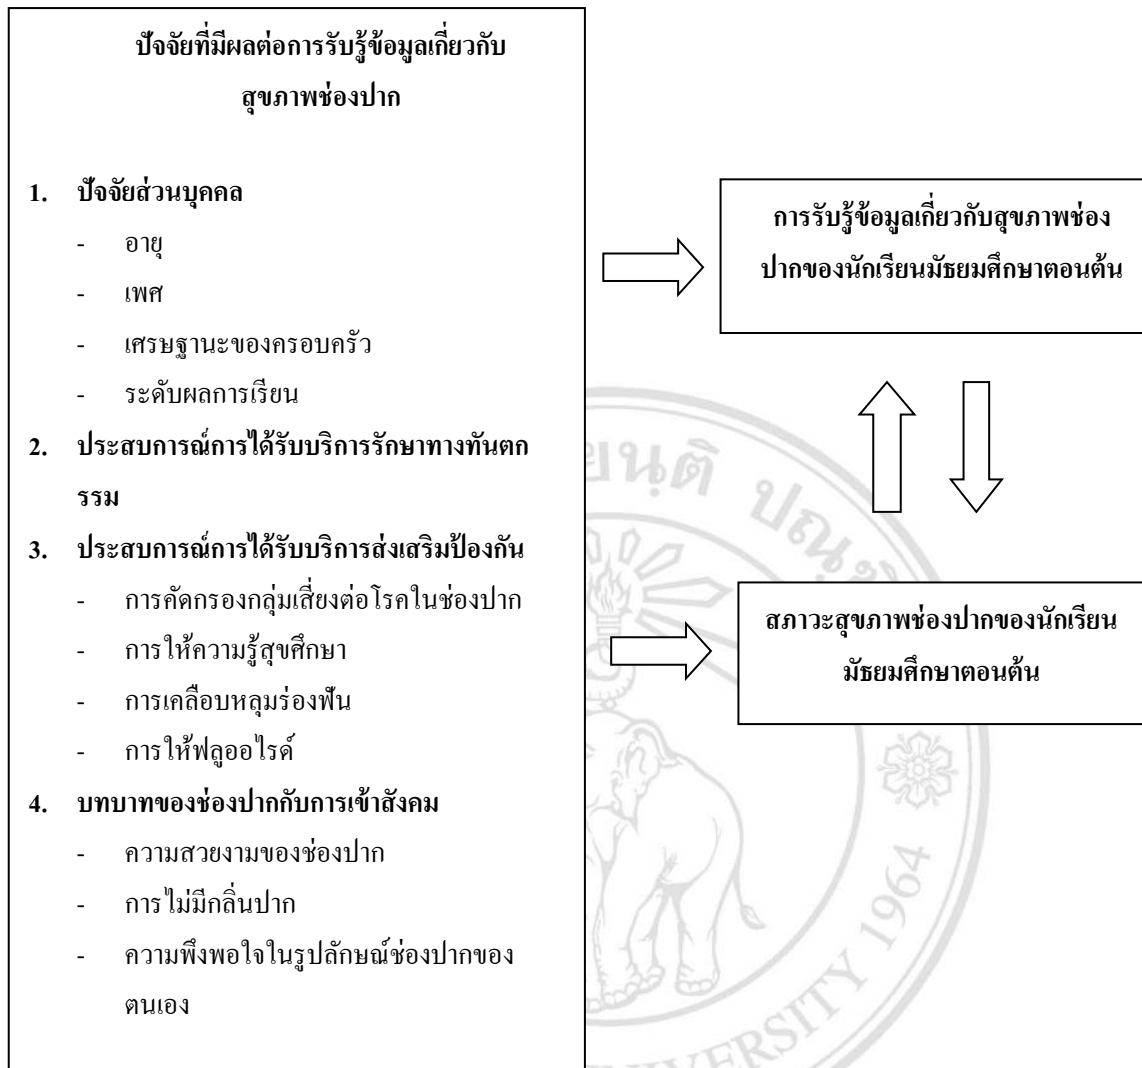 ปัจจัยที่มีผลต่อการรับรู้ข้อมูลเกี่ยวกับ
สุขภาพช่องปาก
1. ปัจจัยส่วนบุคคล
- อายุ
- เพศ
- เศรษฐานะของครอบครัว
- ระดับผลการเรียน
2. ประสบการณ์การได้รับบริการรักษาทางทันตก
รรม
3. ประสบการณ์การได้รับบริการส่งเสริมป้องกัน
- การคัดกรองกลุ่มเสี่ยงต่อโรคในช่องปาก
- การให้ความรู้สุขศึกษา
- การเคลือบหลุมร่องฟัน
- การให้ฟลูออไรด์
4. บทบาทของช่องปากกับการเข้าสังคม
- ความสวยงามของช่องปาก
- การไม่มีกลิ่นปาก
- ความพึงพอใจในรูปลักษณ์ช่องปากของ
ตนเอง
การรับรู้ข้อมูลเกี่ยวกับสุขภาพช่อง
ปากของนักเรียนมัธยมศึกษาตอนต้น
สภาวะสุขภาพช่องปากของนักเรียน
มัธยมศึกษาตอนต้น
UNIVERSITY 1964